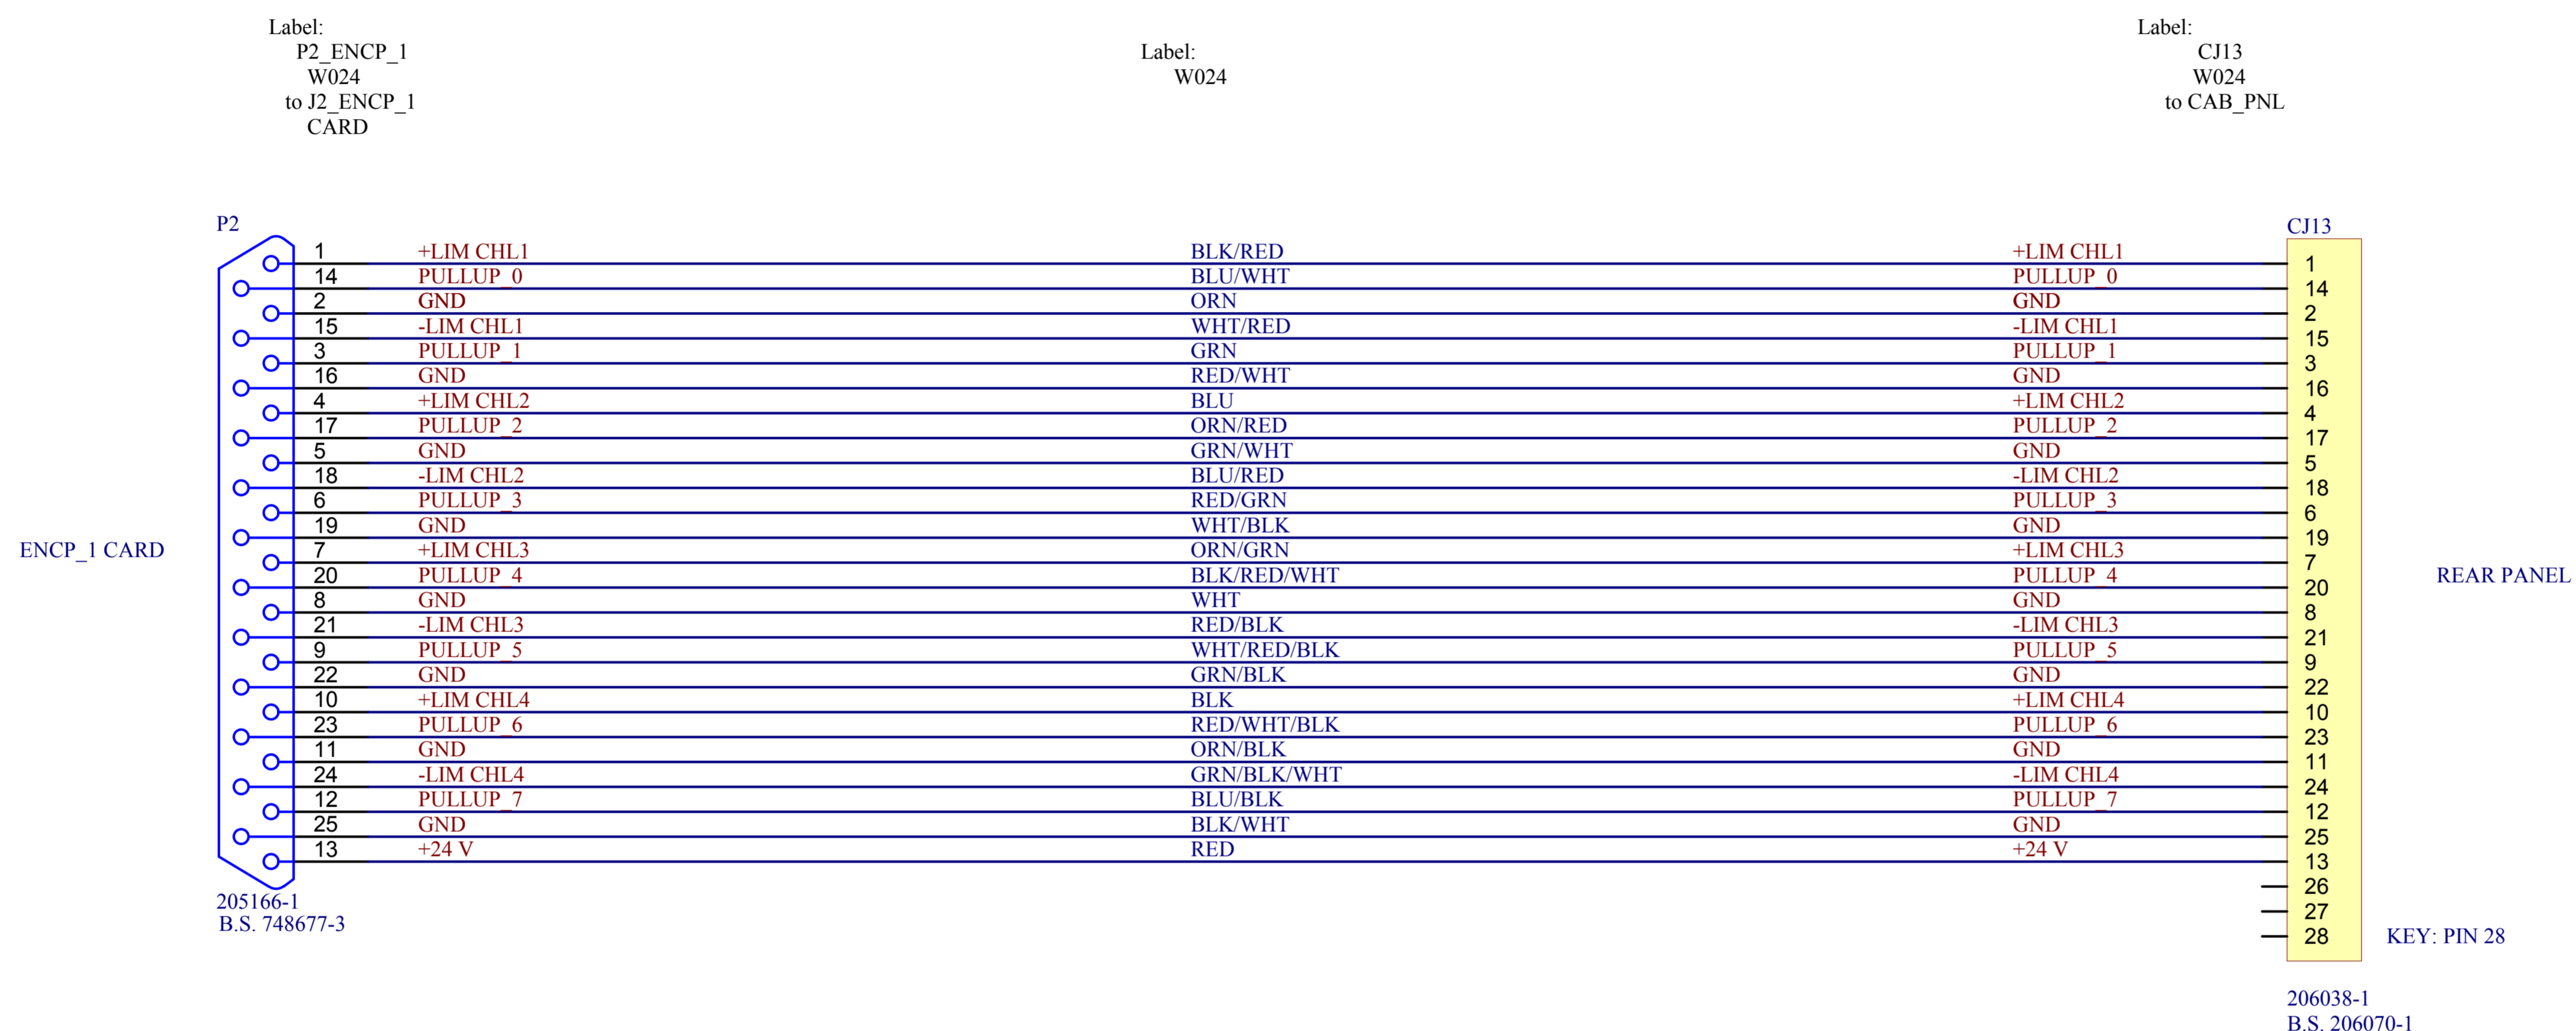 Label:
P2_ENCP_1
W024
to J2_ENCP_1
CARD
Label:
W024
Label:
CJ13
W024
to CAB_PNL
P2
CJ13
1 +LIM CHL1 BLK/RED +LIM CHL1 1
14 PULLUP_0 BLU/WHT PULLUP_0 14
2 GND ORN GND 2
15 -LIM CHL1 WHT/RED -LIM CHL1 15
3 PULLUP_1 GRN PULLUP_1 3
16 GND RED/WHT GND 16
4 +LIM CHL2 BLU +LIM CHL2 4
17 PULLUP_2 ORN/RED PULLUP_2 17
5 GND GRN/WHT GND 5
18 -LIM CHL2 BLU/RED -LIM CHL2 18
6 PULLUP_3 RED/GRN PULLUP_3 6
19 GND WHT/BLK GND 19
ENCP_1 CARD 7 +LIM CHL3 ORN/GRN +LIM CHL3 7
20 PULLUP_4 BLK/RED/WHT PULLUP_4 20 REAR PANEL
8 GND WHT GND 8
21 -LIM CHL3 RED/BLK -LIM CHL3 21
9 PULLUP_5 WHT/RED/BLK PULLUP_5 9
22 GND GRN/BLK GND 22
10 +LIM CHL4 BLK +LIM CHL4 10
23 PULLUP_6 RED/WHT/BLK PULLUP_6 23
11 GND ORN/BLK GND 11
24 -LIM CHL4 GRN/BLK/WHT -LIM CHL4 24
12 PULLUP_7 BLU/BLK PULLUP_7 12
25 GND BLK/WHT GND 25
13 +24 V RED +24 V 13
26
27
28 KEY: PIN 28
205166-1
B.S. 748677-3
206038-1
B.S. 206070-1